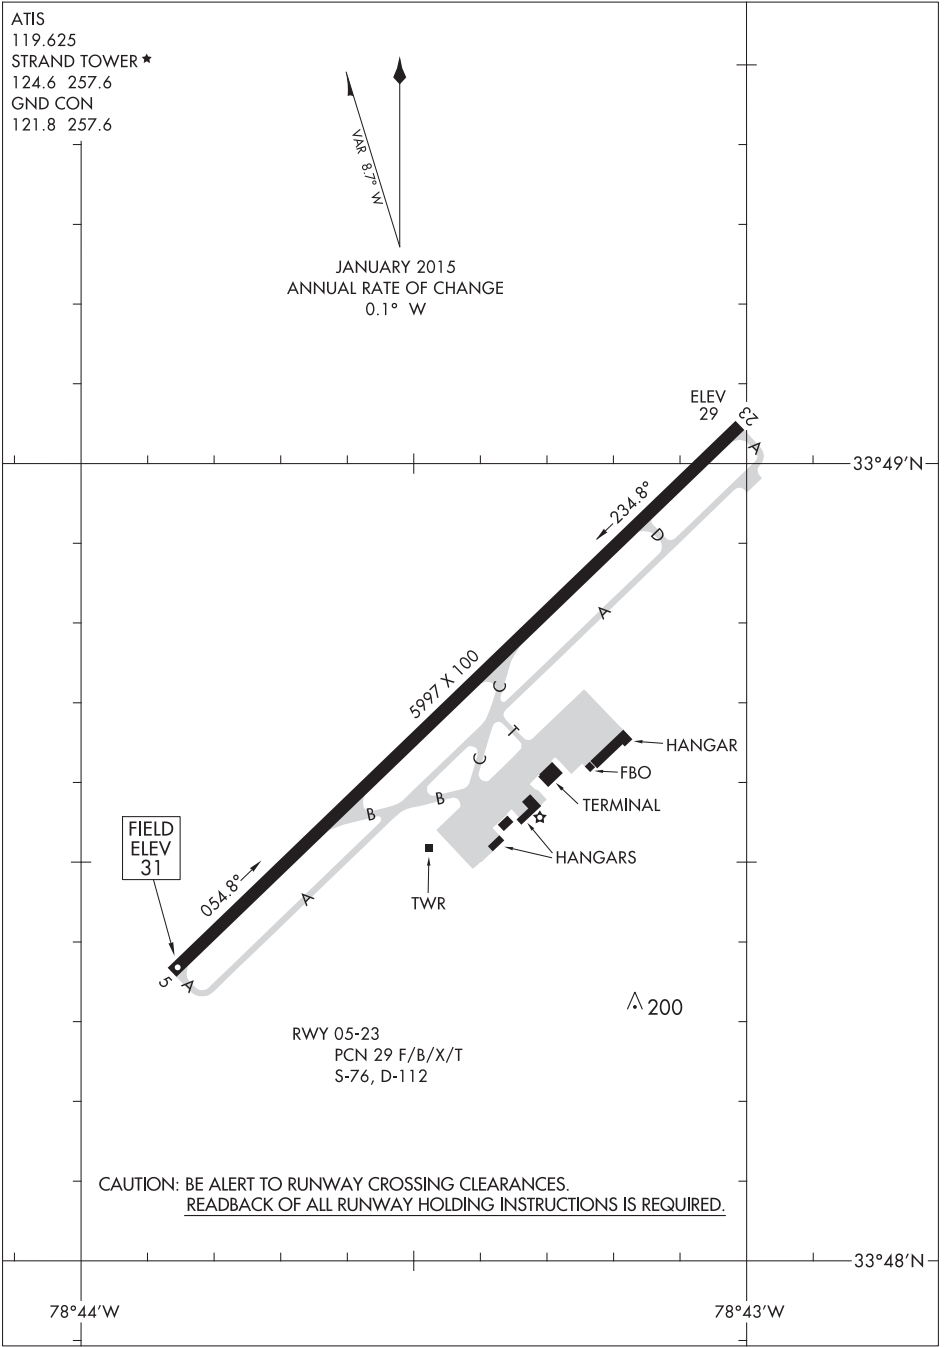 ATIS
119.625
STRAND TOWER ★
124.6 257.6
GND CON
121.8 257.6
VAR 8.7° W
JANUARY 2015
ANNUAL RATE OF CHANGE
0.1° W
ELEV
29
23
A
33°49'N
234.8°
D
A
5997 X 100
C
T
C
HANGAR
FBO
TERMINAL
B
B
HANGARS
FIELD
ELEV
31
054.8°
A
TWR
5
A
200
RWY 05-23
PCN 29 F/B/X/T
S-76, D-112
CAUTION: BE ALERT TO RUNWAY CROSSING CLEARANCES.
READBACK OF ALL RUNWAY HOLDING INSTRUCTIONS IS REQUIRED.
33°48'N
78°44'W
78°43'W